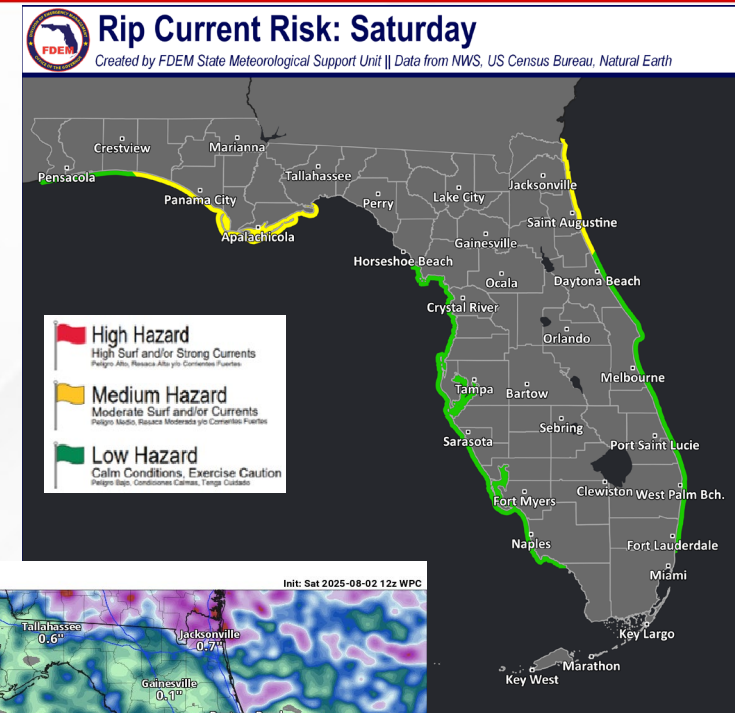 FDEM
Rip Current Risk: Saturday
Created by FDEM State Meteorological Support Unit || Data from NWS, US Census Bureau, Natural Earth
Crestview
Marianna
Pensacola
Tallahassee
Panama City
Perry
Lake City
Jacksonville
Apalachicola
Saint Augustine
Gainesville
Horseshoe Beach
Ocala
Daytona Beach
Crystal River
Orlando
Melbourne
Tampa
Bartow
Sebring
Sarasota
Port Saint Lucie
Clewiston
West Palm Bch.
Fort Myers
Naples
Fort Lauderdale
Miami
Key Largo
Marathon
Key West
High Hazard
High Surf and/or Strong Currents
Peligro Alto, Resaca Alta y/o Corrientes Fuertes
Medium Hazard
Moderate Surf and/or Currents
Peligro Medio, Resaca Moderada y/o Corrientes Fuertes
Low Hazard
Calm Conditions, Exercise Caution
Peligro Bajo, Condiciones Calmas, Tenga Cuidado
Init: Sat 2025-08-02 12z WPC
Tallahassee
0.6"
Jacksonville
0.7"
Gainesville
0.1"